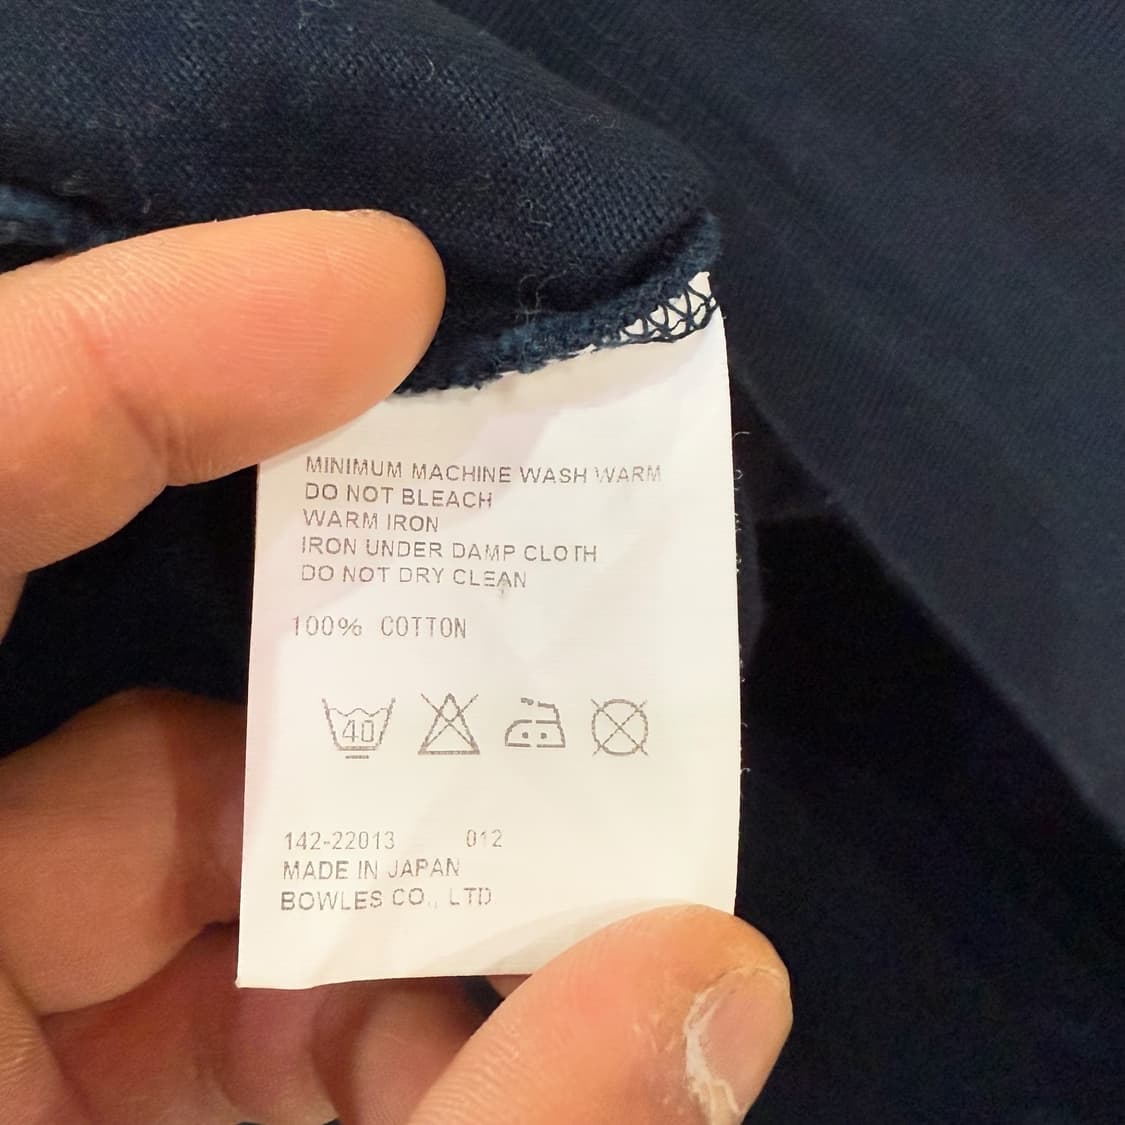 MINIMUM MACHINE WASH WARM
DO NOT BLEACH
WARM IRON
IRON UNDER DAMP CLOTH
DO NOT DRY CLEAN
100% COTTON
40
142-22013 012
MADE IN JAPAN
BOWLES CO., LTD